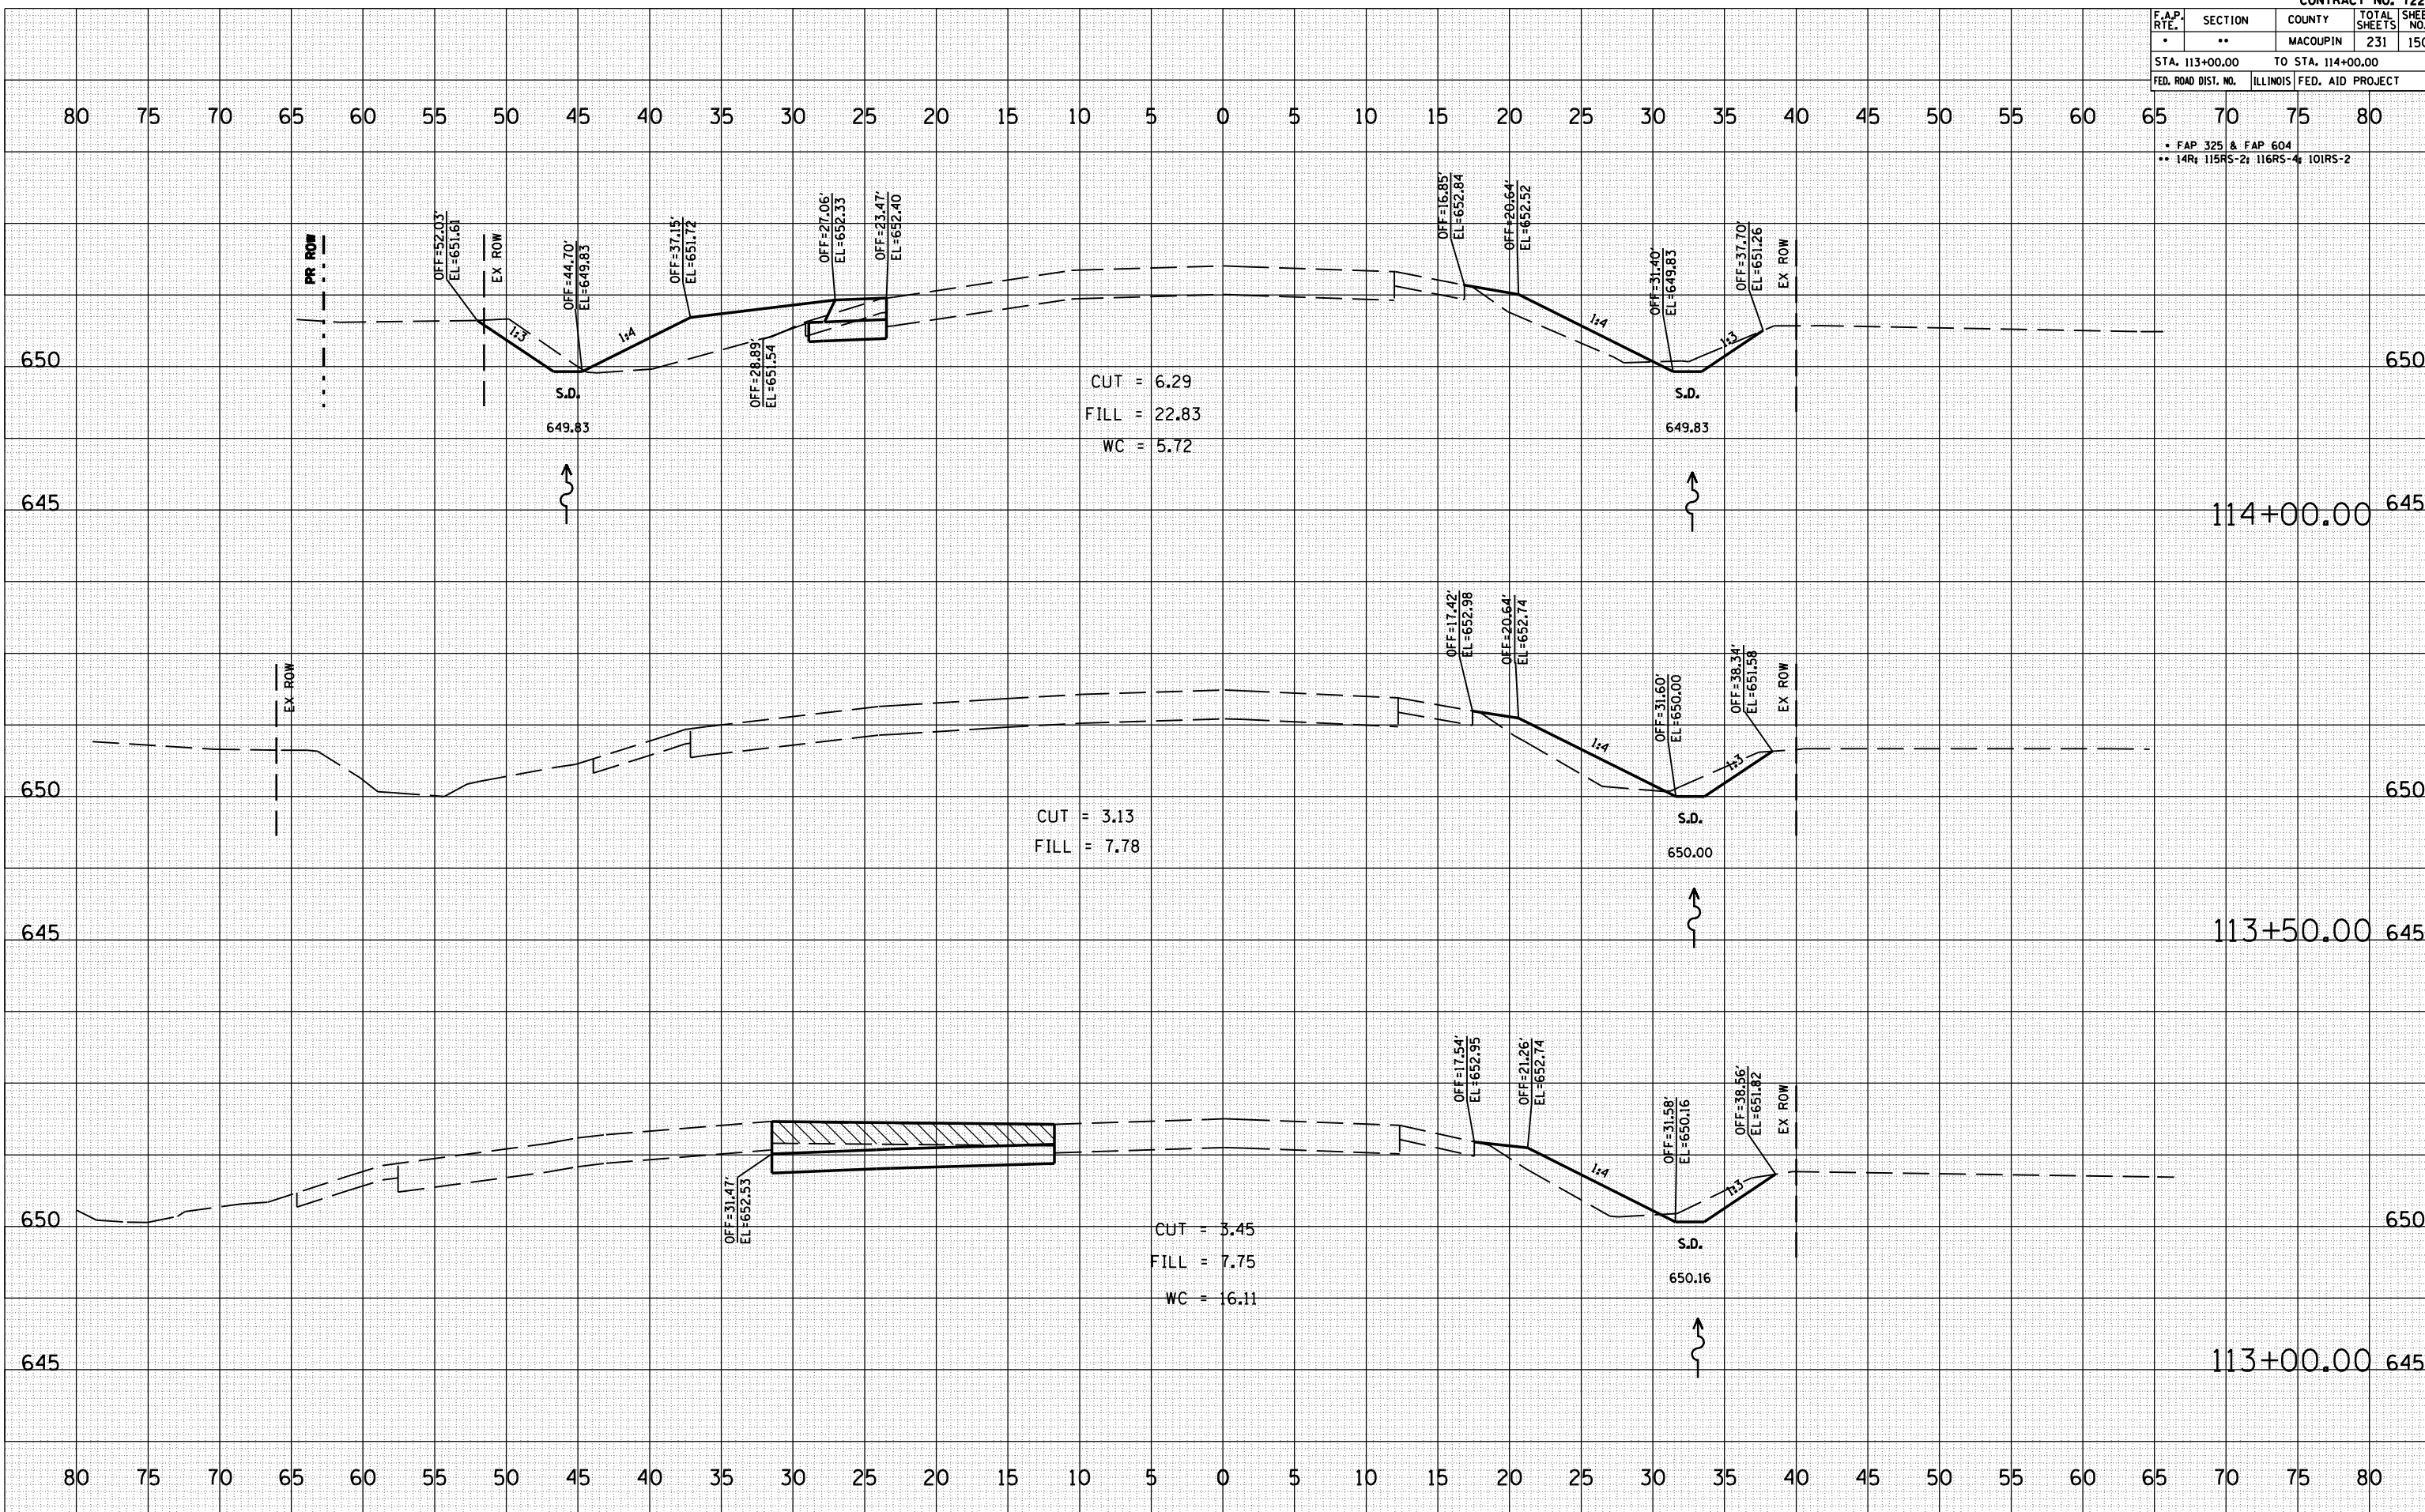 CONTRACT NO.
F.A.P. RTE. SECTION COUNTY TOTAL SHEETS
• •• MACOUPIN 231
STA. 113+00.00 TO STA. 114+00.00
FED. ROAD DIST. NO. ILLINOIS FED. AID PROJECT
80 75 70 65 60 55 50 45 40 35 30 25 20 15 10 5 0 5 10 15 20 25 30 35 40 45 50 55 60 65 70 75 80
• FAP 325 & FAP 604
•• 14R; 115RS-2; 116RS-4; 101RS-2
PR ROW
OFF=52.03'
EL=651.61
EX ROW
OFF=44.70'
EL=649.83
OFF=37.15'
EL=651.72
OFF=27.06'
EL=652.33
OFF=23.47'
EL=652.40
OFF=16.85'
EL=652.84
OFF=20.64'
EL=652.52
OFF=31.40'
EL=649.83
OFF=37.70'
EL=651.26
EX ROW
1:3
1:4
1:4
1:3
OFF=28.89'
EL=651.54
650 650
CUT = 6.29
FILL = 22.83
WC = 5.72
S.D.
649.83
S.D.
649.83
645 114+00.00 645
EX ROW
OFF=17.42'
EL=652.98
OFF=20.64'
EL=652.74
OFF=31.60'
EL=650.00
OFF=38.34'
EL=651.58
EX ROW
1:4
1:3
650 650
CUT = 3.13
FILL = 7.78
S.D.
650.00
645 113+50.00 645
OFF=17.54'
EL=652.95
OFF=21.26'
EL=652.74
OFF=31.58'
EL=650.16
OFF=38.56'
EL=651.82
EX ROW
1:4
1:3
OFF=31.47'
EL=652.53
650 650
CUT = 3.45
FILL = 7.75
WC = 16.11
S.D.
650.16
645 113+00.00 645
80 75 70 65 60 55 50 45 40 35 30 25 20 15 10 5 0 5 10 15 20 25 30 35 40 45 50 55 60 65 70 75 80